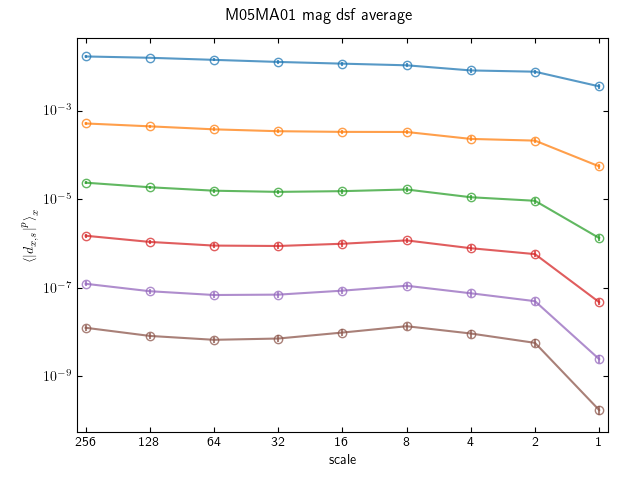 M05MA01 mag dsf average
10^{-3}
10^{-5}
10^{-7}
10^{-9}
⟨|d_{x,s}|^p⟩_x
256 128 64 32 16 8 4 2 1
scale